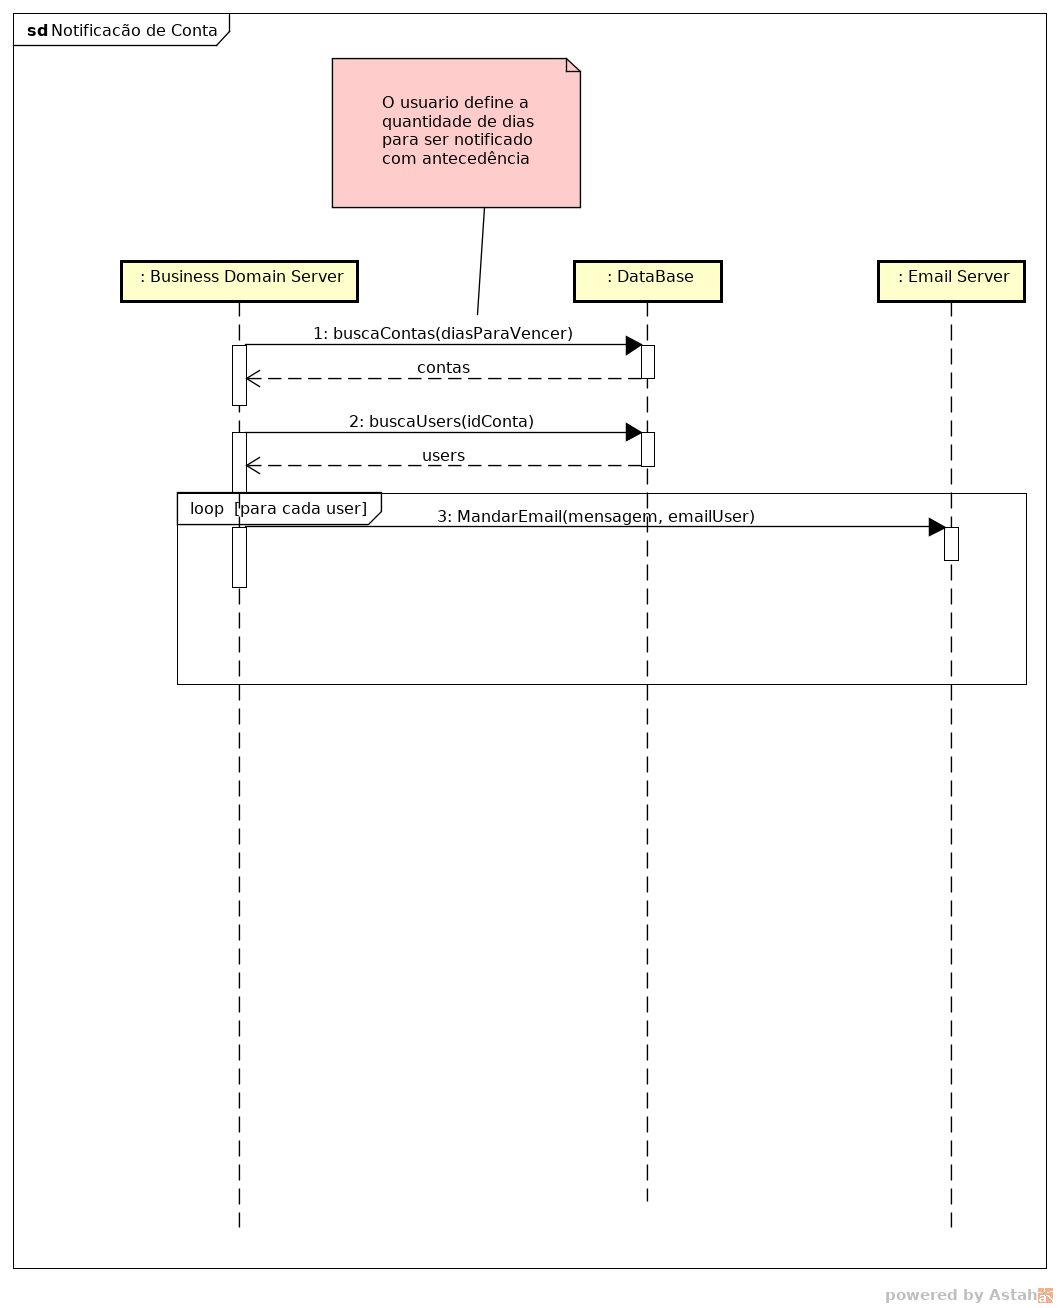 sd Notificacão de Conta
O usuario define a
quantidade de dias
para ser notificado
com antecedência
: Business Domain Server
: DataBase
: Email Server
1: buscaContas(diasParaVencer)
contas
2: buscaUsers(idConta)
users
loop [para cada user]
3: MandarEmail(mensagem, emailUser)
powered by Astah